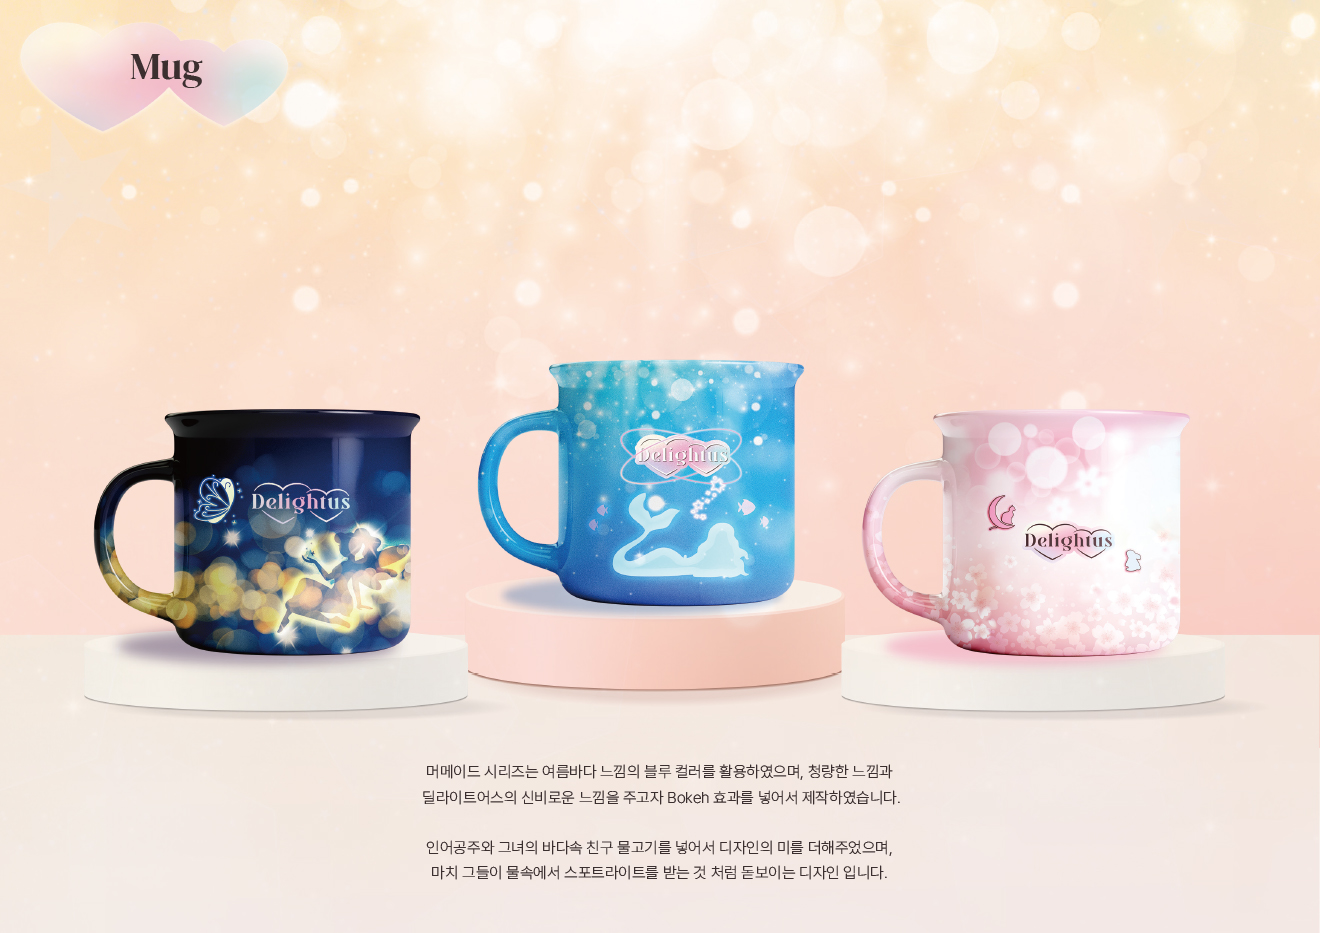 Mug
Delightus
Delightus
Delightus
머메이드 시리즈는 여름바다 느낌의 블루 컬러를 활용하였으며, 청량한 느낌과
딜라이트어스의 신비로운 느낌을 주고자 Bokeh 효과를 넣어서 제작하였습니다.
인어공주와 그녀의 바다속 친구 물고기를 넣어서 디자인의 미를 더해주었으며,
마치 그들이 물속에서 스포트라이트를 받는 것 처럼 돋보이는 디자인 입니다.